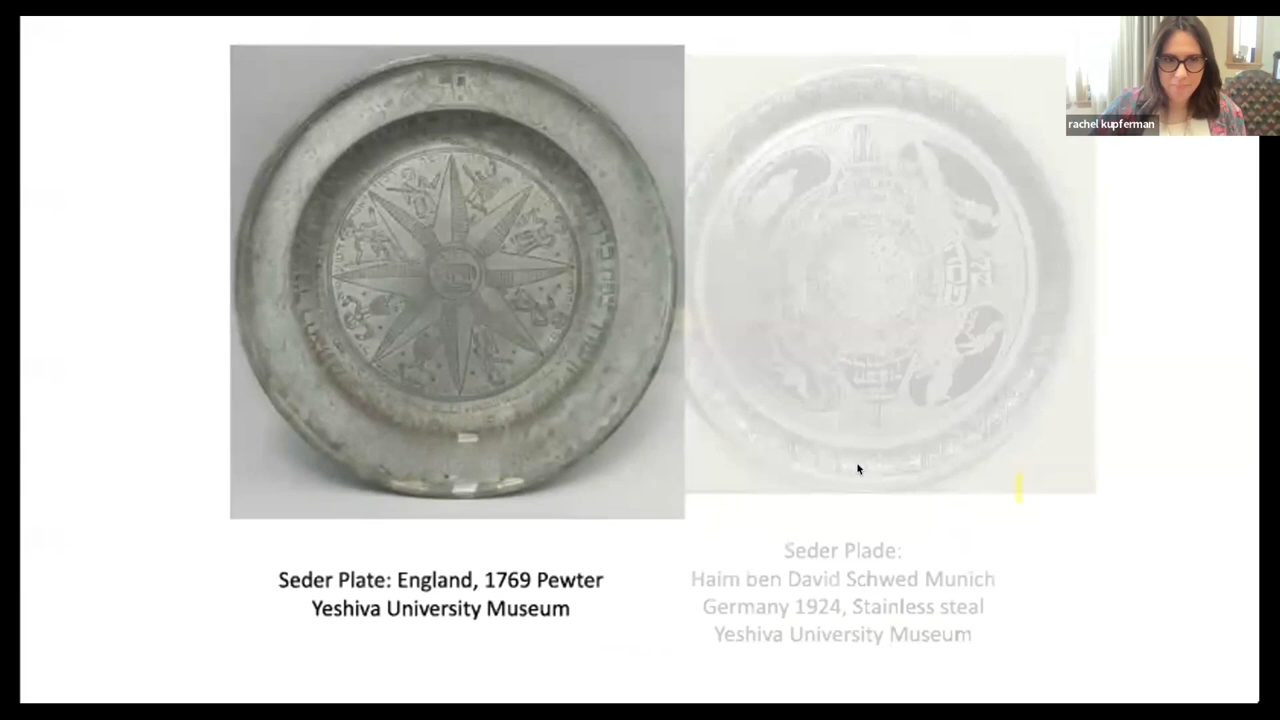 rachel kupferman
Seder Plate: England, 1769 Pewter
Yeshiva University Museum
Seder Plade:
Haim ben David Schwed Munich
Germany 1924, Stainless steal
Yeshiva University Museum